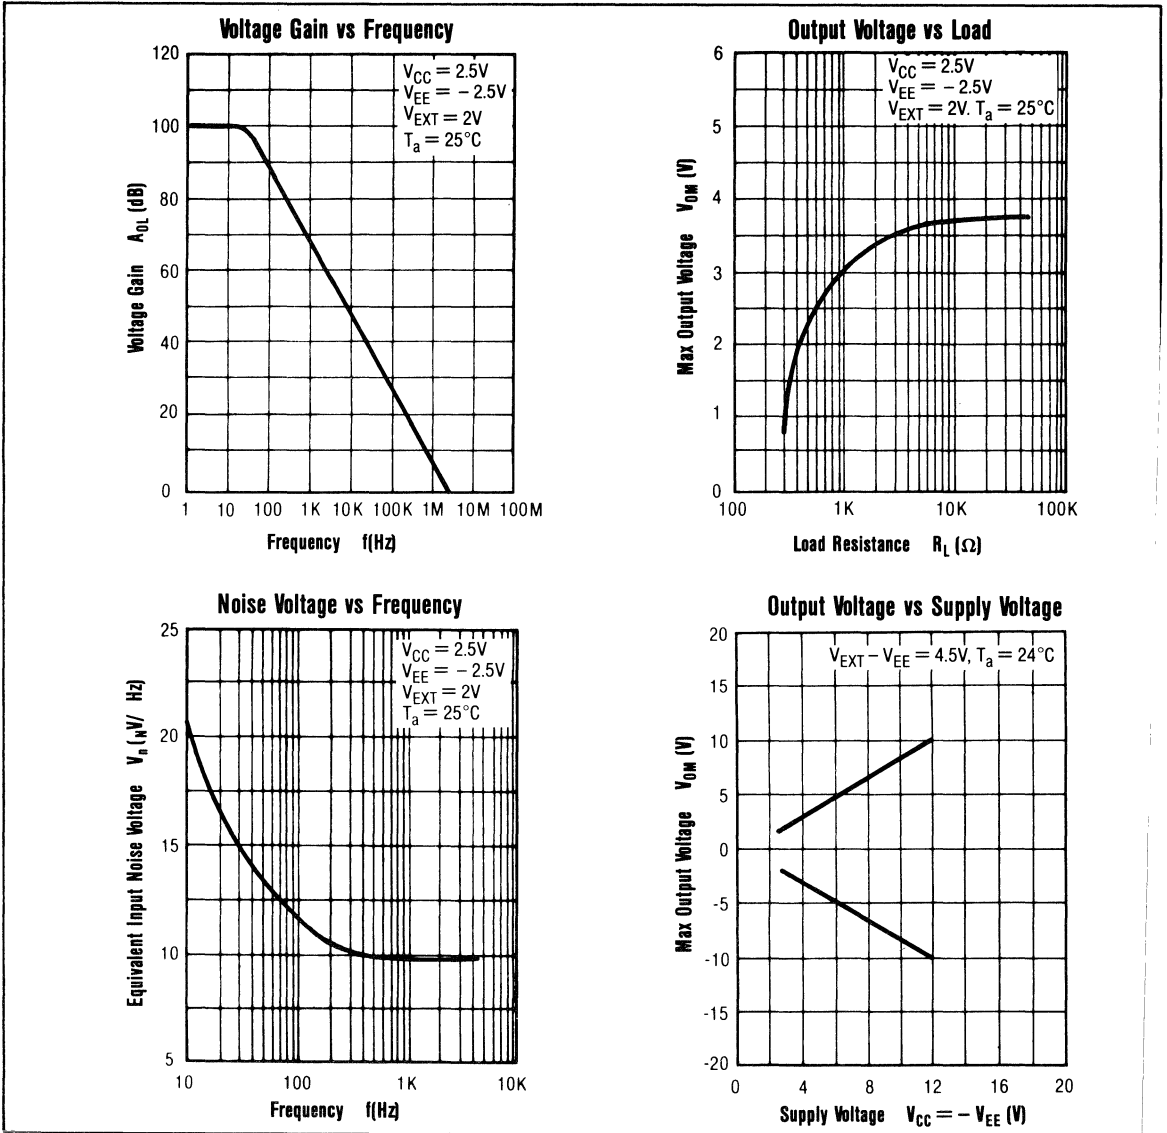 Voltage Gain vs Frequency
120
100
80
60
40
20
0
Voltage Gain A_OL (dB)
V_CC = 2.5V
V_EE = − 2.5V
V_EXT = 2V
T_a = 25°C
1 10 100 1K 10K 100K 1M 10M 100M
Frequency f(Hz)
Output Voltage vs Load
6
5
4
3
2
1
0
Max Output Voltage V_OM (V)
V_CC = 2.5V
V_EE = − 2.5V
V_EXT = 2V. T_a = 25°C
100 1K 10K 100K
Load Resistance R_L (Ω)
Noise Voltage vs Frequency
25
20
15
10
5
Equivalent Input Noise Voltage V_n (NV/ Hz)
V_CC = 2.5V
V_EE = − 2.5V
V_EXT = 2V
T_a = 25°C
10 100 1K 10K
Frequency f(Hz)
Output Voltage vs Supply Voltage
20
15
10
5
0
-5
-10
-15
-20
Max Output Voltage V_OM (V)
V_EXT − V_EE = 4.5V, T_a = 24°C
0 4 8 12 16 20
Supply Voltage V_CC = − V_EE (V)